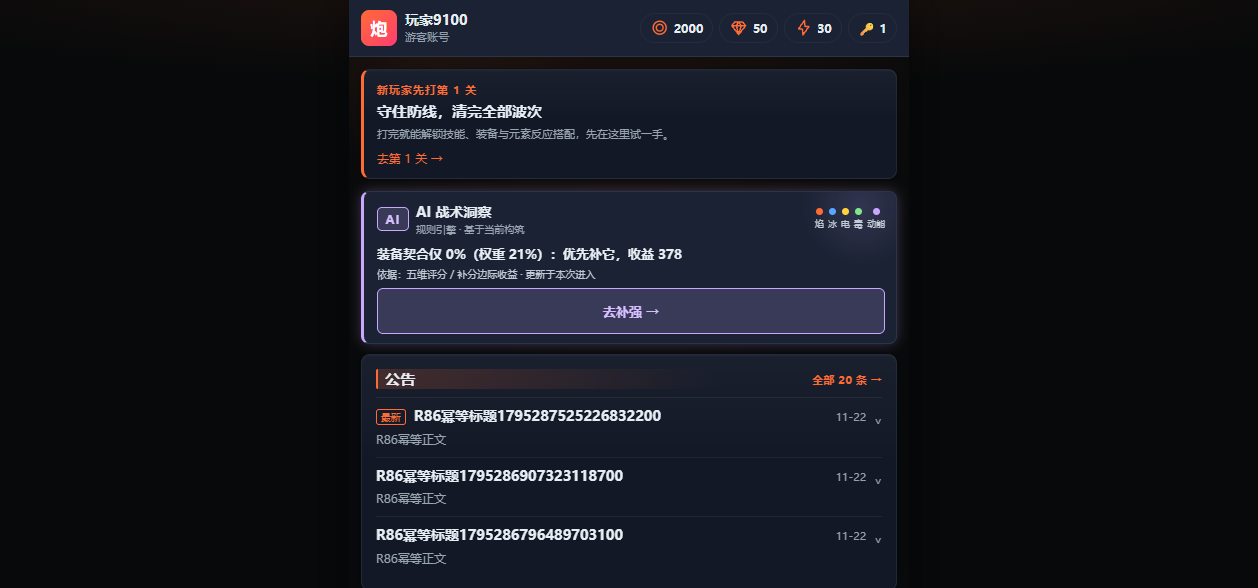 炮
玩家9100
游客账号
2000
50
30
1
新玩家先打第 1 关
守住防线，清完全部波次
打完就能解锁技能、装备与元素反应搭配，先在这里试一手。
去第 1 关 →
AI
AI 战术洞察
规则引擎 · 基于当前构筑
焰 冰 电 毒 动能
装备契合仅 0%（权重 21%）：优先补它，收益 378
依据：五维评分 / 补分边际收益 · 更新于本次进入
去补强 →
公告
全部 20 条 →
最新 R86幂等标题1795287525226832200
11-22 v
R86幂等正文
R86幂等标题1795286907323118700
11-22 v
R86幂等正文
R86幂等标题1795286796489703100
11-22 v
R86幂等正文